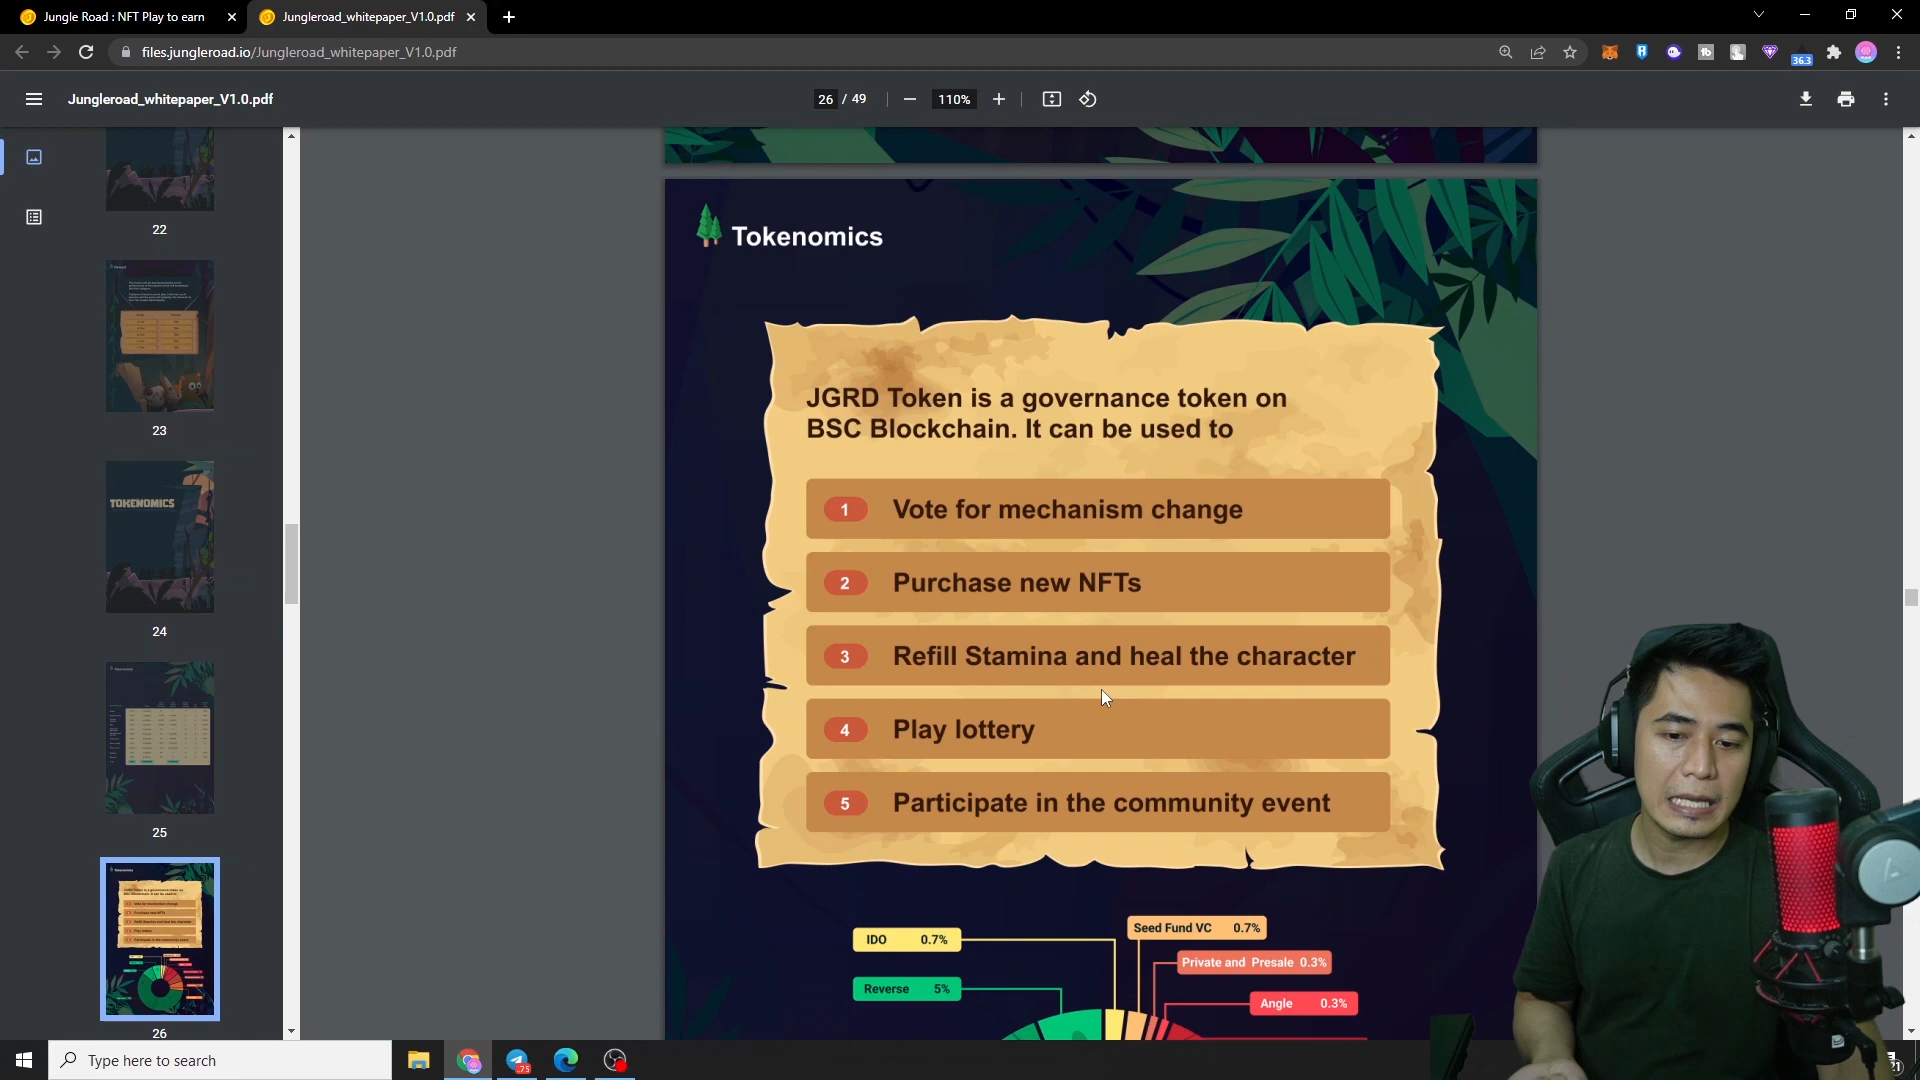 Jungle Road : NFT Play to earn
Jungleroad_whitepaper_V1.0.pdf
files.jungleroad.io/Jungleroad_whitepaper_V1.0.pdf
36.3
Jungleroad_whitepaper_V1.0.pdf
26 / 49
110%
22
23
TOKENOMICS
24
25
26
Tokenomics
JGRD Token is a governance token on
BSC Blockchain. It can be used to
1 Vote for mechanism change
2 Purchase new NFTs
3 Refill Stamina and heal the character
4 Play lottery
5 Participate in the community event
IDO 0.7%
Seed Fund VC 0.7%
Private and Presale 0.3%
Reverse 5%
Angle 0.3%
Type here to search
.75
21